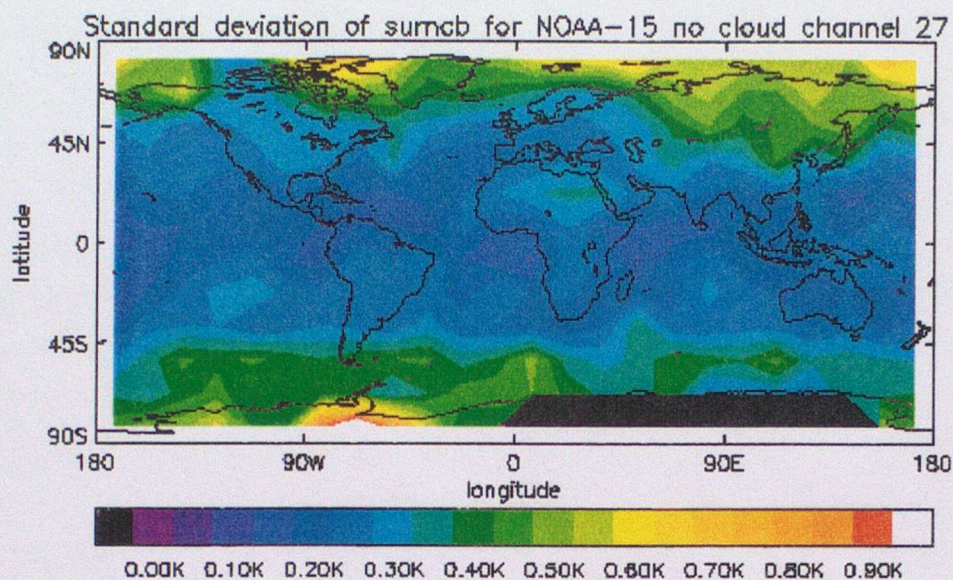 Standard deviation of sumcb for NOAA-15 no cloud channel 27
90N
45N
0
45S
90S
latitude
180 90W 0 90E 180
longitude
0.00K 0.10K 0.20K 0.30K 0.40K 0.50K 0.60K 0.70K 0.80K 0.90K